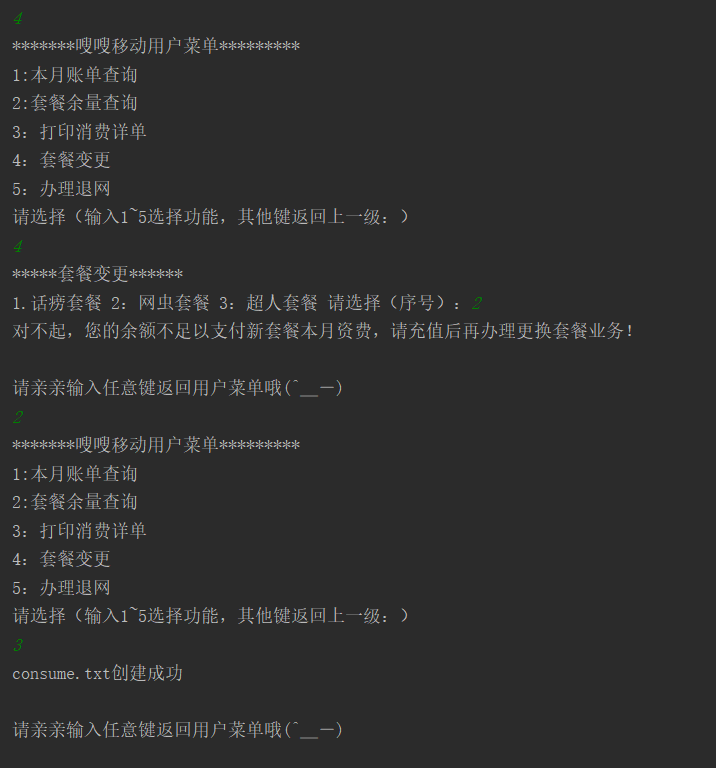 4
*******嗖嗖移动用户菜单*********
1:本月账单查询
2:套餐余量查询
3：打印消费详单
4：套餐变更
5：办理退网
请选择（输入1~5选择功能，其他键返回上一级：）
4
*****套餐变更******
1.话痨套餐 2：网虫套餐 3：超人套餐 请选择（序号）：2
对不起，您的余额不足以支付新套餐本月资费，请充值后再办理更换套餐业务！
请亲亲输入任意键返回用户菜单哦(^__−)
2
*******嗖嗖移动用户菜单*********
1:本月账单查询
2:套餐余量查询
3：打印消费详单
4：套餐变更
5：办理退网
请选择（输入1~5选择功能，其他键返回上一级：）
3
consume.txt创建成功
请亲亲输入任意键返回用户菜单哦(^__−)